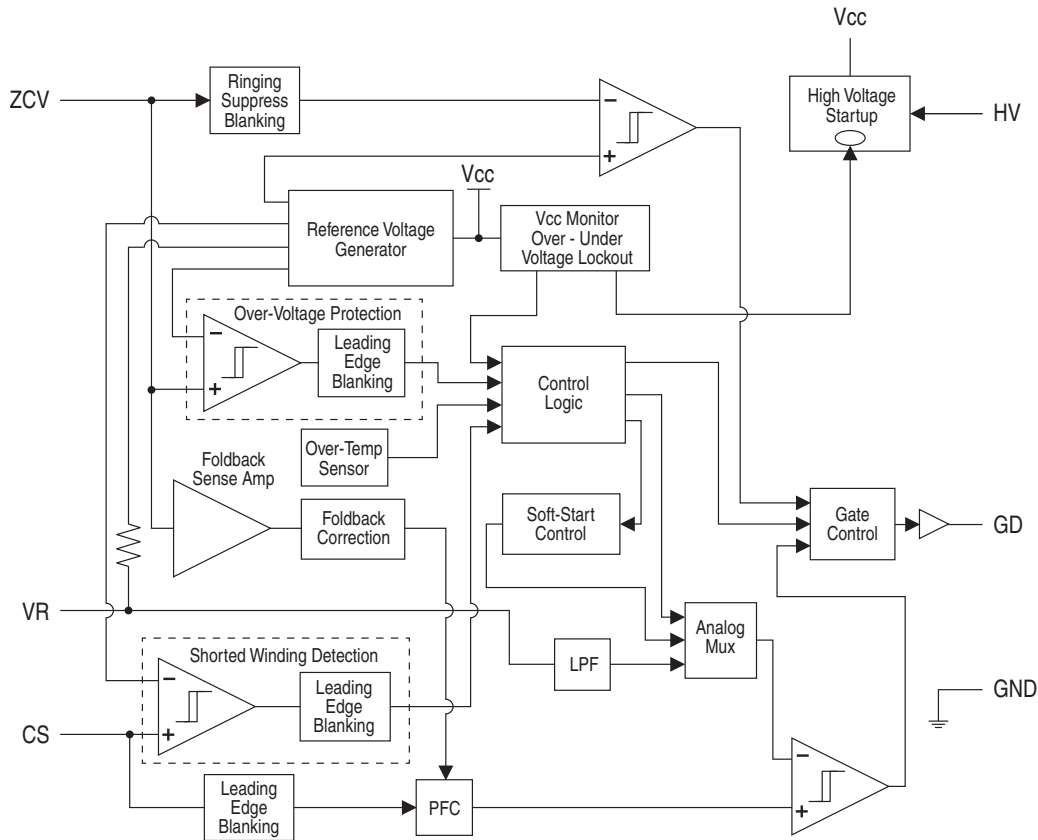 Vcc
ZCV
Ringing
Suppress
Blanking
−
+
High Voltage
Startup
HV
Vcc
Reference Voltage
Generator
Vcc Monitor
Over - Under
Voltage Lockout
Over-Voltage Protection
−
+
Leading
Edge
Blanking
Control
Logic
Over-Temp
Sensor
Foldback
Sense Amp
Foldback
Correction
Soft-Start
Control
Gate
Control
GD
VR
LPF
Analog
Mux
Shorted Winding Detection
−
+
Leading
Edge
Blanking
GND
CS
Leading
Edge
Blanking
PFC
−
+